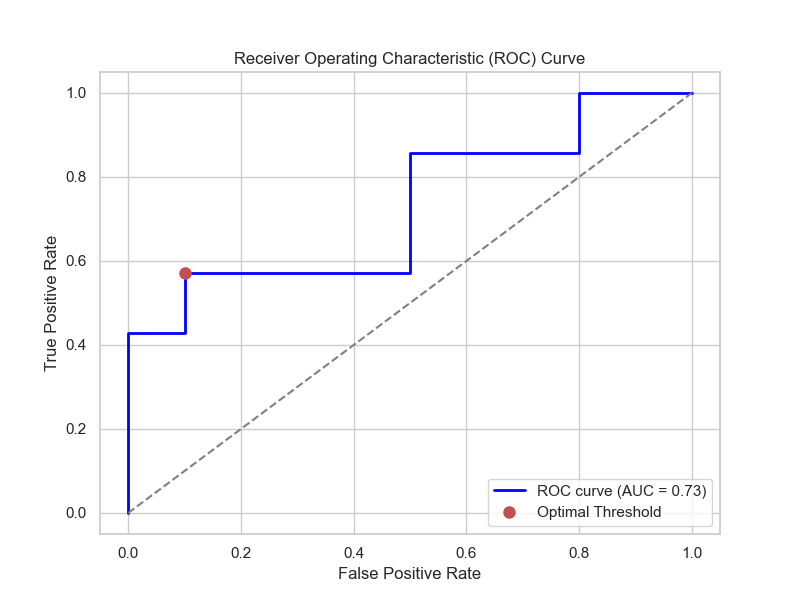 Receiver Operating Characteristic (ROC) Curve
True Positive Rate
1.0
0.8
0.6
0.4
0.2
0.0
ROC curve (AUC = 0.73)
Optimal Threshold
0.0 0.2 0.4 0.6 0.8 1.0
False Positive Rate